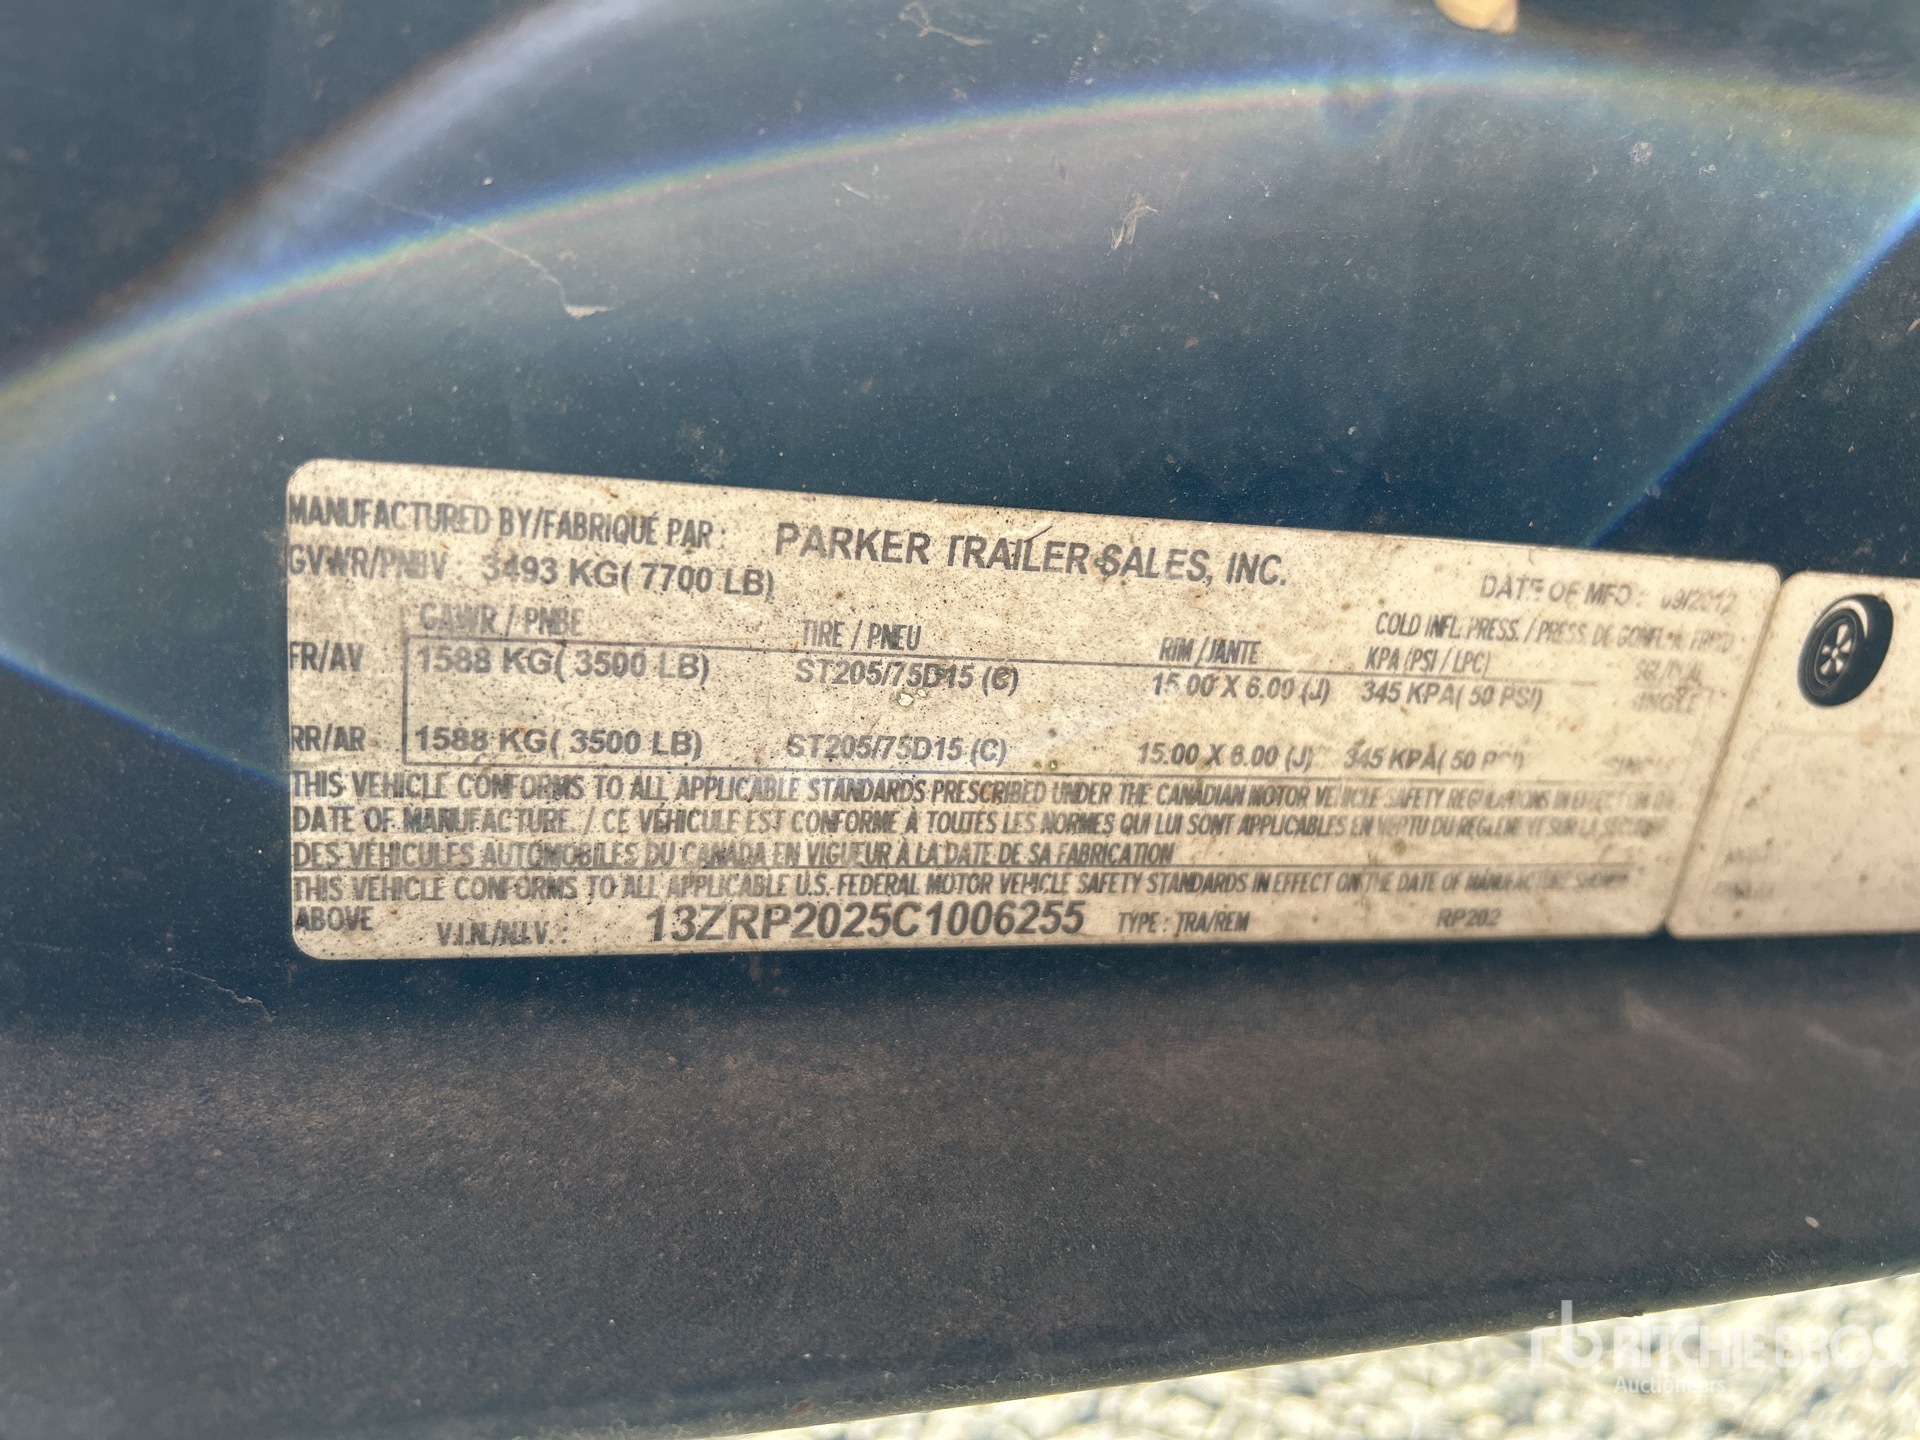 MANUFACTURED BY/FABRIQUÉ PAR : PARKER TRAILER SALES, INC.
GVWR/PNBV 3493 KG( 7700 LB) DATE OF MFD : 09/2012
GAWR / PNBE TIRE / PNEU RIM / JANTE COLD INFL. PRESS. / PRESS. DE
KPA (PSI / LPC)
FR/AV 1588 KG( 3500 LB) ST205/75D15 (C) 15.00 X 6.00 (J) 345 KPA( 50 PSI) SINGLE
RR/AR 1588 KG( 3500 LB) ST205/75D15 (C) 15.00 X 6.00 (J) 345 KPA( 50 PSI) SINGLE
THIS VEHICLE CONFORMS TO ALL APPLICABLE STANDARDS PRESCRIBED UNDER THE CANADIAN MOTOR VEHICLE SAFETY REGULATIONS IN EFFECT ON
DATE OF MANUFACTURE. / CE VÉHICULE EST CONFORME À TOUTES LES NORMES QUI LUI SONT APPLICABLES EN VERTU DU RÈGLEMENT SUR LA SÉCURITÉ
DES VÉHICULES AUTOMOBILES DU CANADA EN VIGUEUR À LA DATE DE SA FABRICATION
THIS VEHICLE CONFORMS TO ALL APPLICABLE U.S. FEDERAL MOTOR VEHICLE SAFETY STANDARDS IN EFFECT ON THE DATE OF MANUFACTURE SHOWN
ABOVE V.I.N./N.I.V. : 13ZRP2025C1006255 TYPE : TRA/REM RP202
rb RITCHIE BROS.
Auctioneers